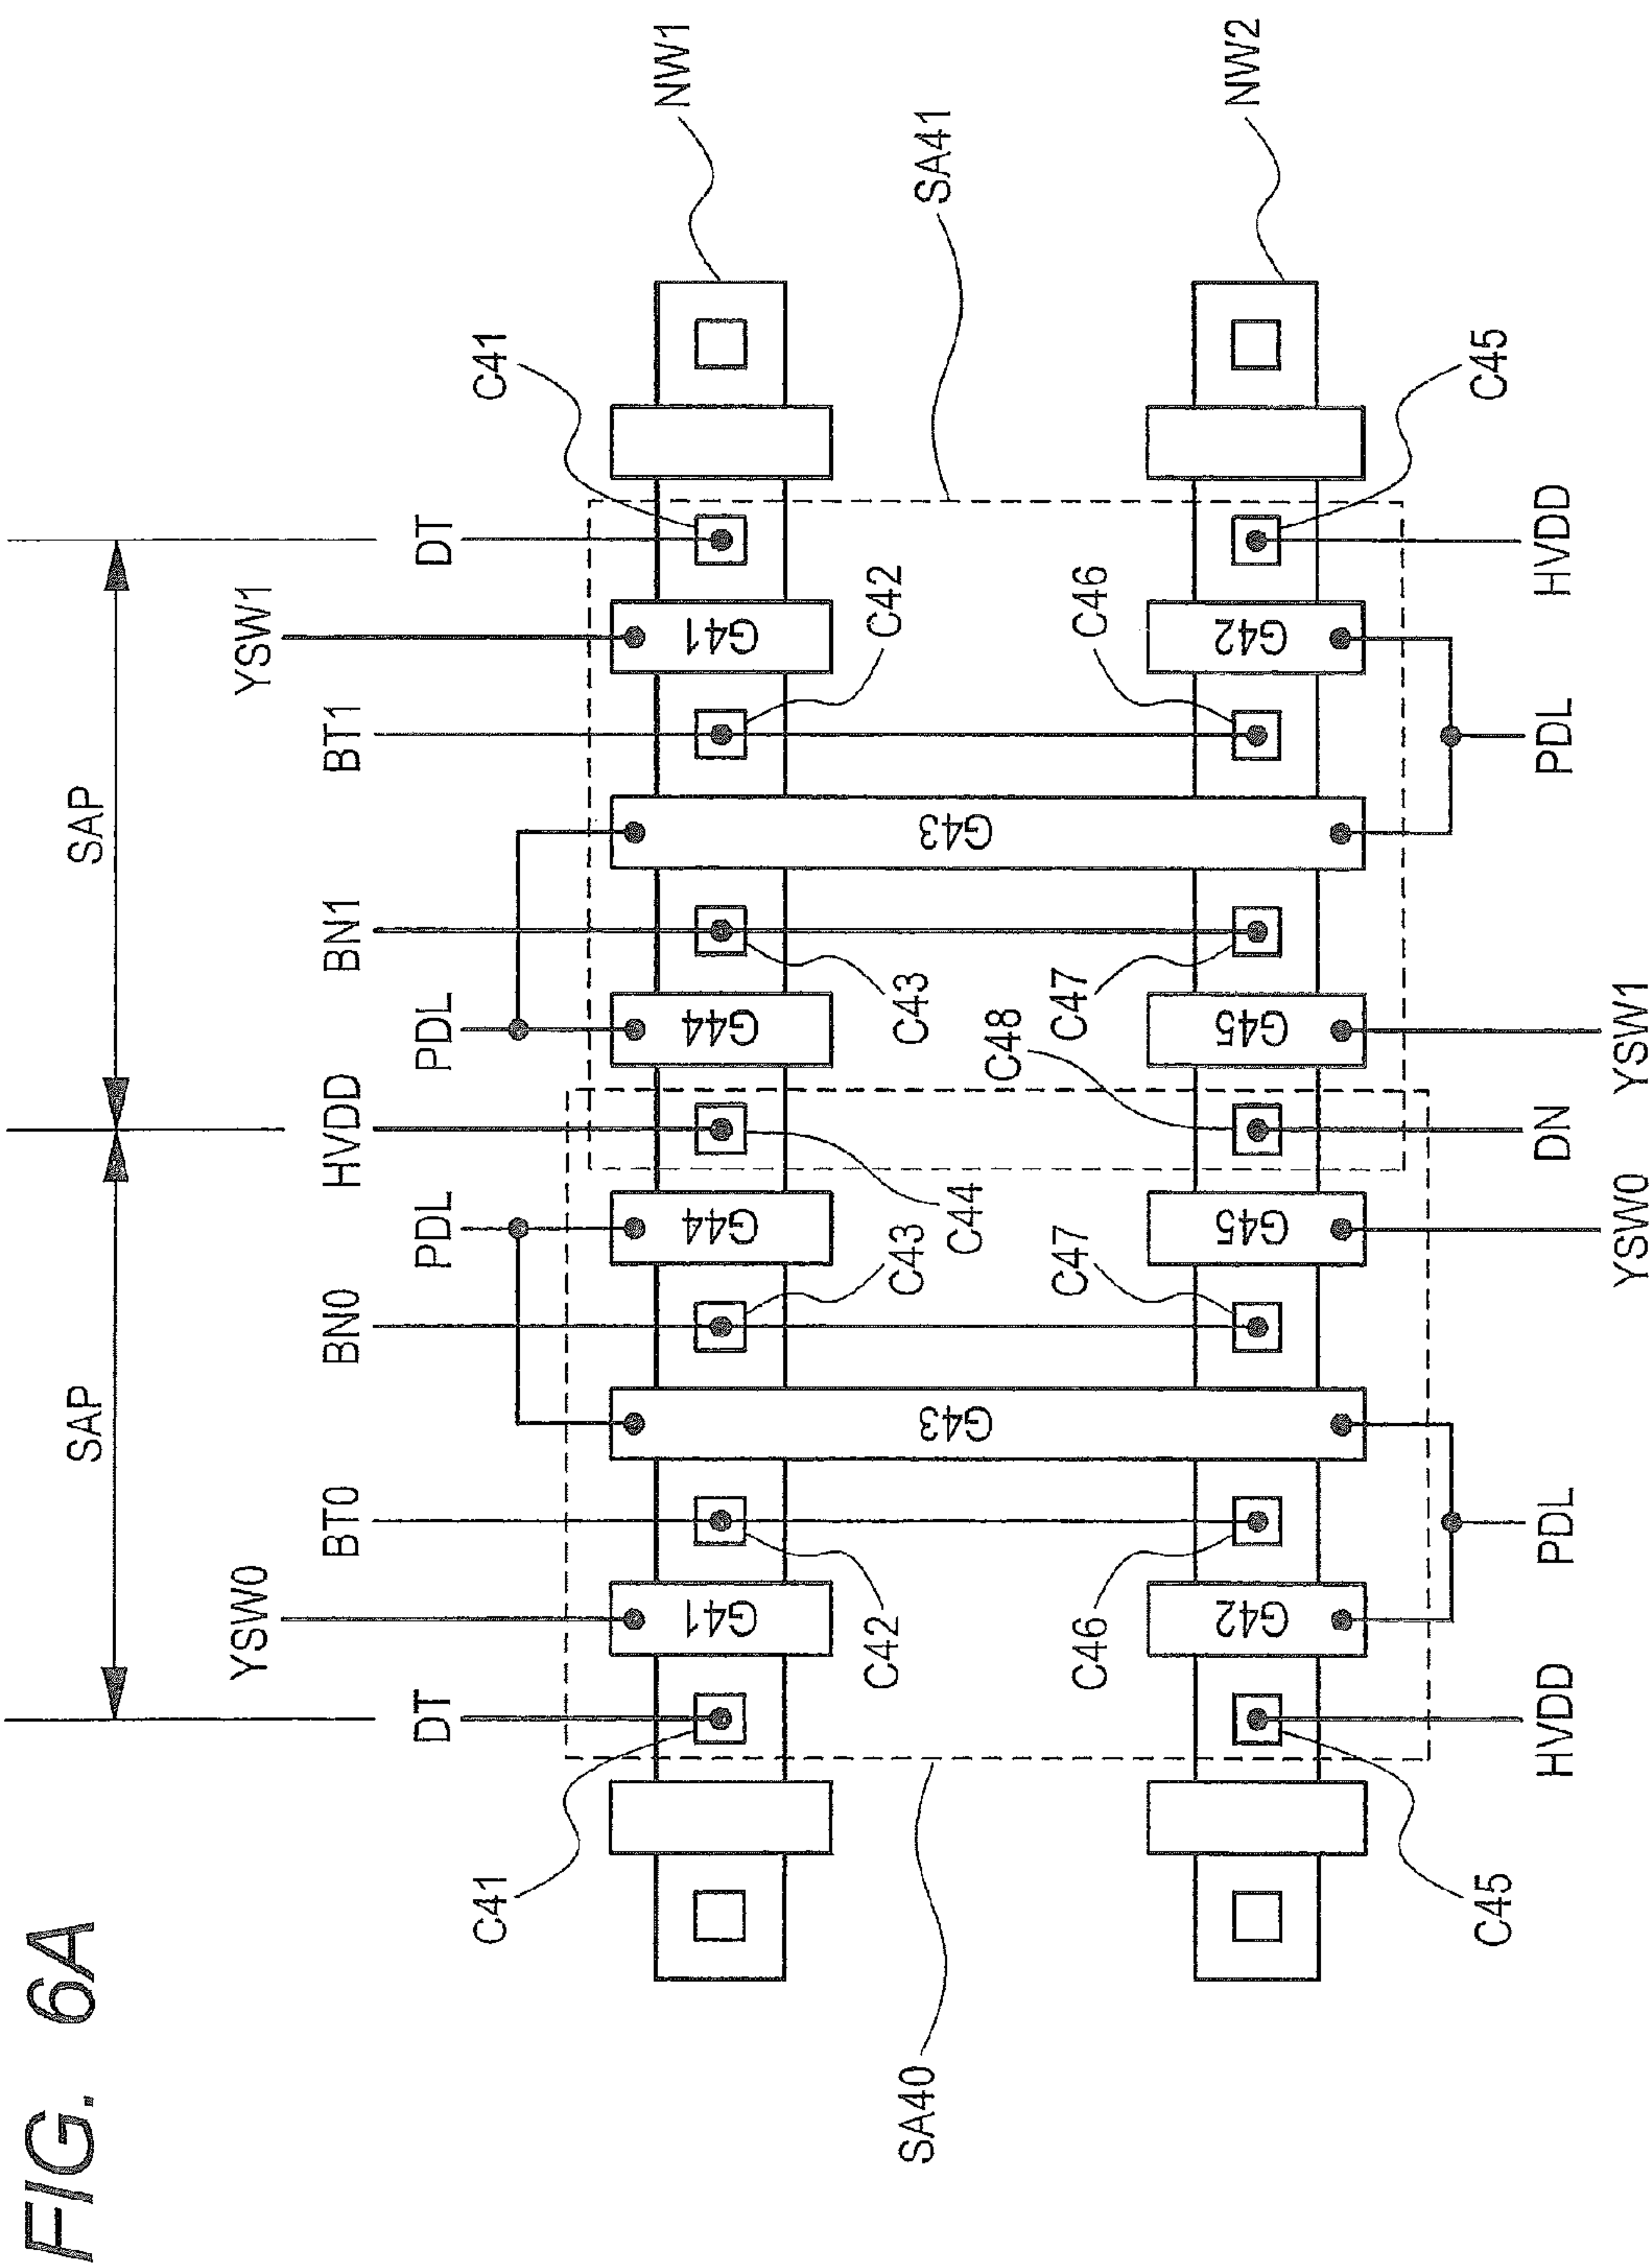 FIG. 6A
SAP
SAP
YSW0
YSW1
BT0
BN0
HVDD
BN1
BT1
DT
PDL
PDL
DT
C41
C41
NW1
G41
G44
G44
G41
C42
C43
C44
C43
C42
SA40
G43
G43
SA41
C46
C47
C48
C47
C46
G42
G45
G45
G42
NW2
C45
C45
HVDD
PDL
DN
PDL
HVDD
YSW0
YSW1